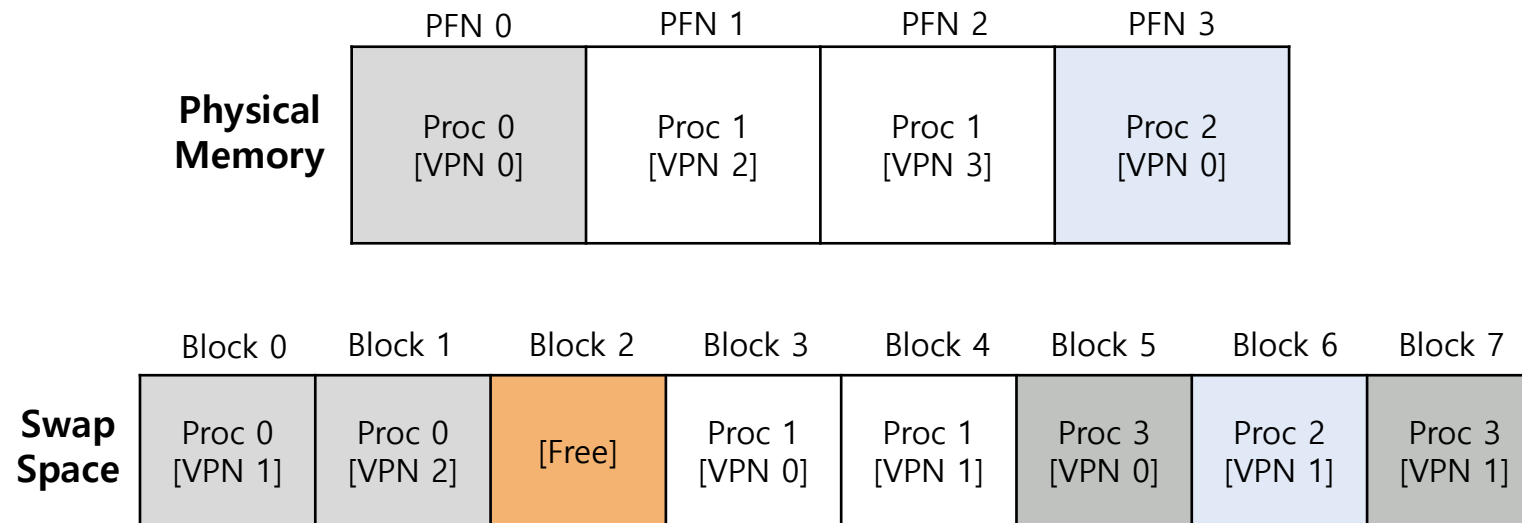 PFN 0 PFN 1 PFN 2 PFN 3
Physical
Memory
Proc 0
[VPN 0]
Proc 1
[VPN 2]
Proc 1
[VPN 3]
Proc 2
[VPN 0]
Block 0 Block 1 Block 2 Block 3 Block 4 Block 5 Block 6 Block 7
Swap
Space
Proc 0
[VPN 1]
Proc 0
[VPN 2]
[Free]
Proc 1
[VPN 0]
Proc 1
[VPN 1]
Proc 3
[VPN 0]
Proc 2
[VPN 1]
Proc 3
[VPN 1]